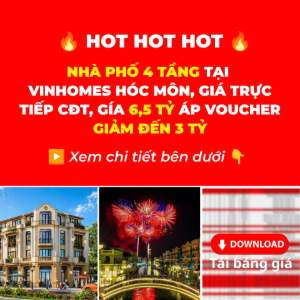 🔥 HOT HOT HOT 🔥
NHÀ PHỐ 4 TẦNG TẠI
VINHOMES HÓC MÔN, GIÁ TRỰC
TIẾP CĐT, GÍA 6,5 TỶ ÁP VOUCHER
GIẢM ĐẾN 3 TỶ
▶️ Xem chi tiết bên dưới 👇
DOWNLOAD
Tải bảng giá